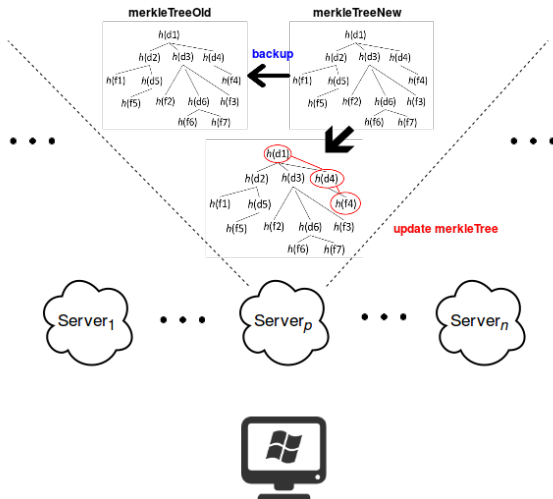 merkleTreeOld merkleTreeNew
h(d1) h(d1)
backup
h(d2) h(d3) h(d4) h(d2) h(d3) h(d4)
h(f1) h(d5) h(f4) h(f1) h(d5) h(f4)
h(f5) h(f2) h(d6) h(f3) h(f5) h(f2) h(d6) h(f3)
h(f6) h(f7) h(f6) h(f7)
h(d1)
h(d2) h(d3) h(d4)
h(f1) h(d5) h(f4)
h(f5) h(f2) h(d6) h(f3)
update merkleTree
h(f6) h(f7)
Server1 Serverp Servern